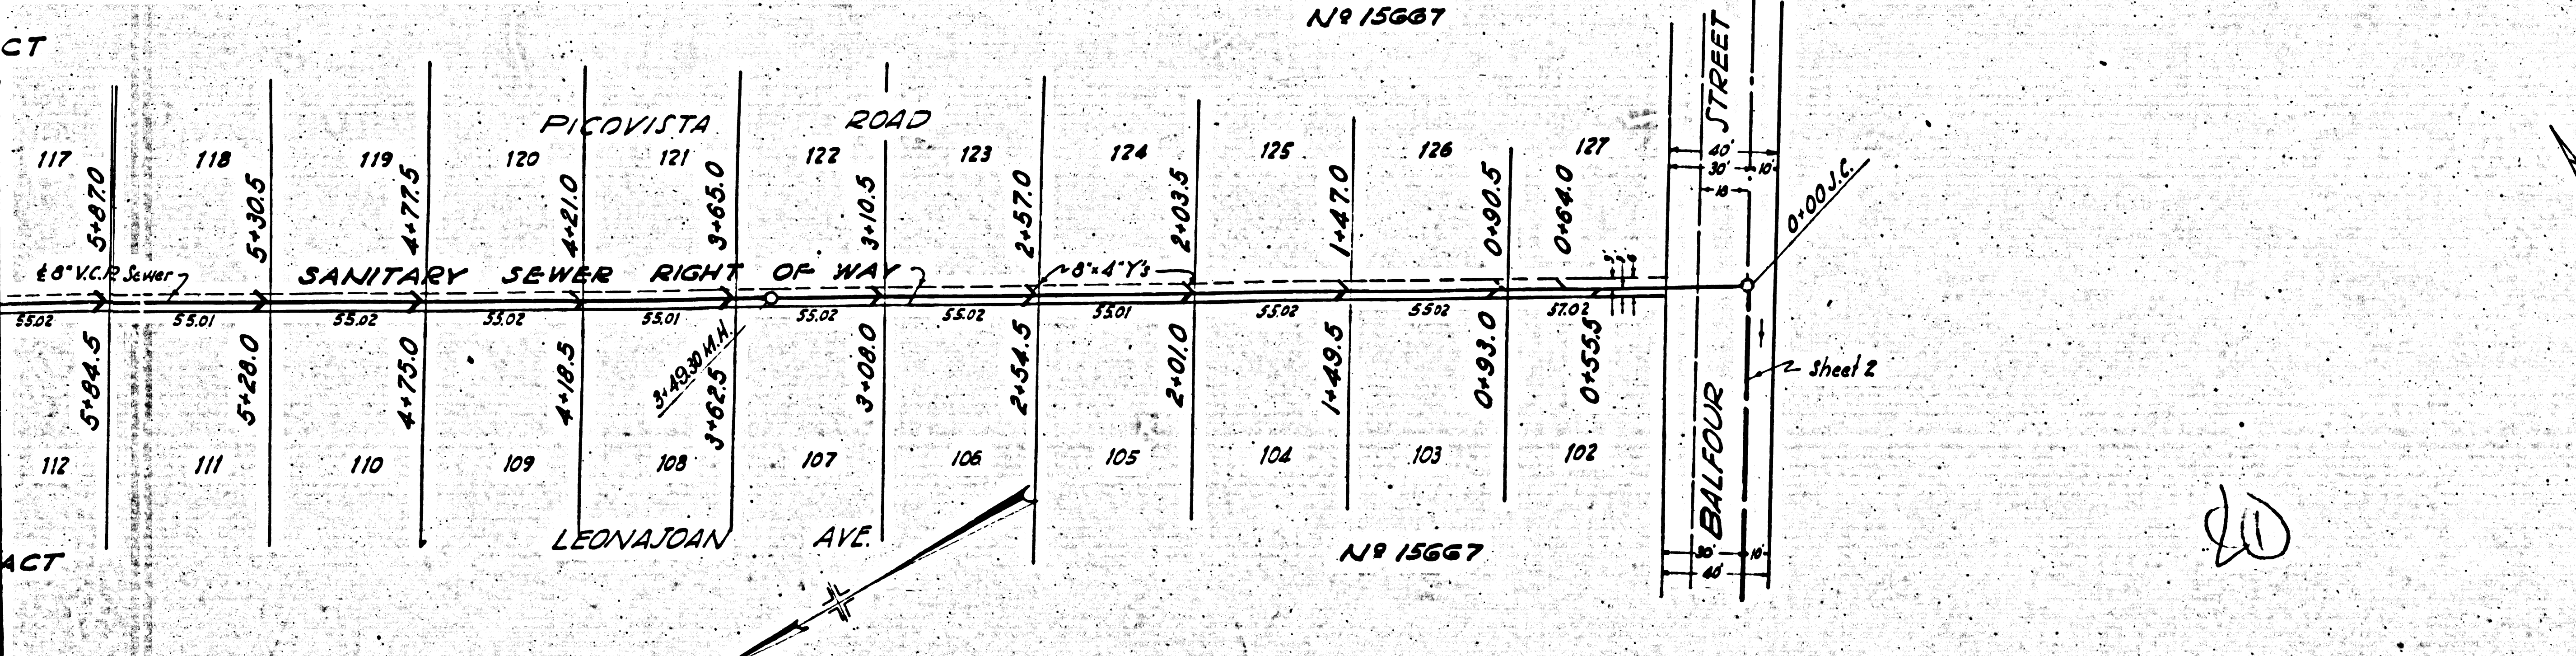 Nº 15667
CT
STREET
PICOVISTA ROAD
117 118 119 120 121 122 123 124 125 126 127
40'
30' 10'
18
5+87.0 5+30.5 4+77.5 4+21.0 3+65.0 3+10.5 2+57.0 2+03.5 1+47.0 0+90.5 0+64.0
0+00 J.C.
℄ 8" V.C.P. Sewer
SANITARY SEWER RIGHT OF WAY
8"x4" Y's
55.02 55.01 55.02 55.02 55.01 55.02 55.02 55.01 55.02 55.02 57.02
5+84.5 5+28.0 4+75.0 4+18.5 3+62.5 3+08.0 2+54.5 2+01.0 1+49.5 0+93.0 0+55.5
3+49.30 M.H.
Sheet 2
BALFOUR
112 111 110 109 108 107 106 105 104 103 102
LEONAJOAN AVE.
ACT
Nº 15667
30' 10'
40'